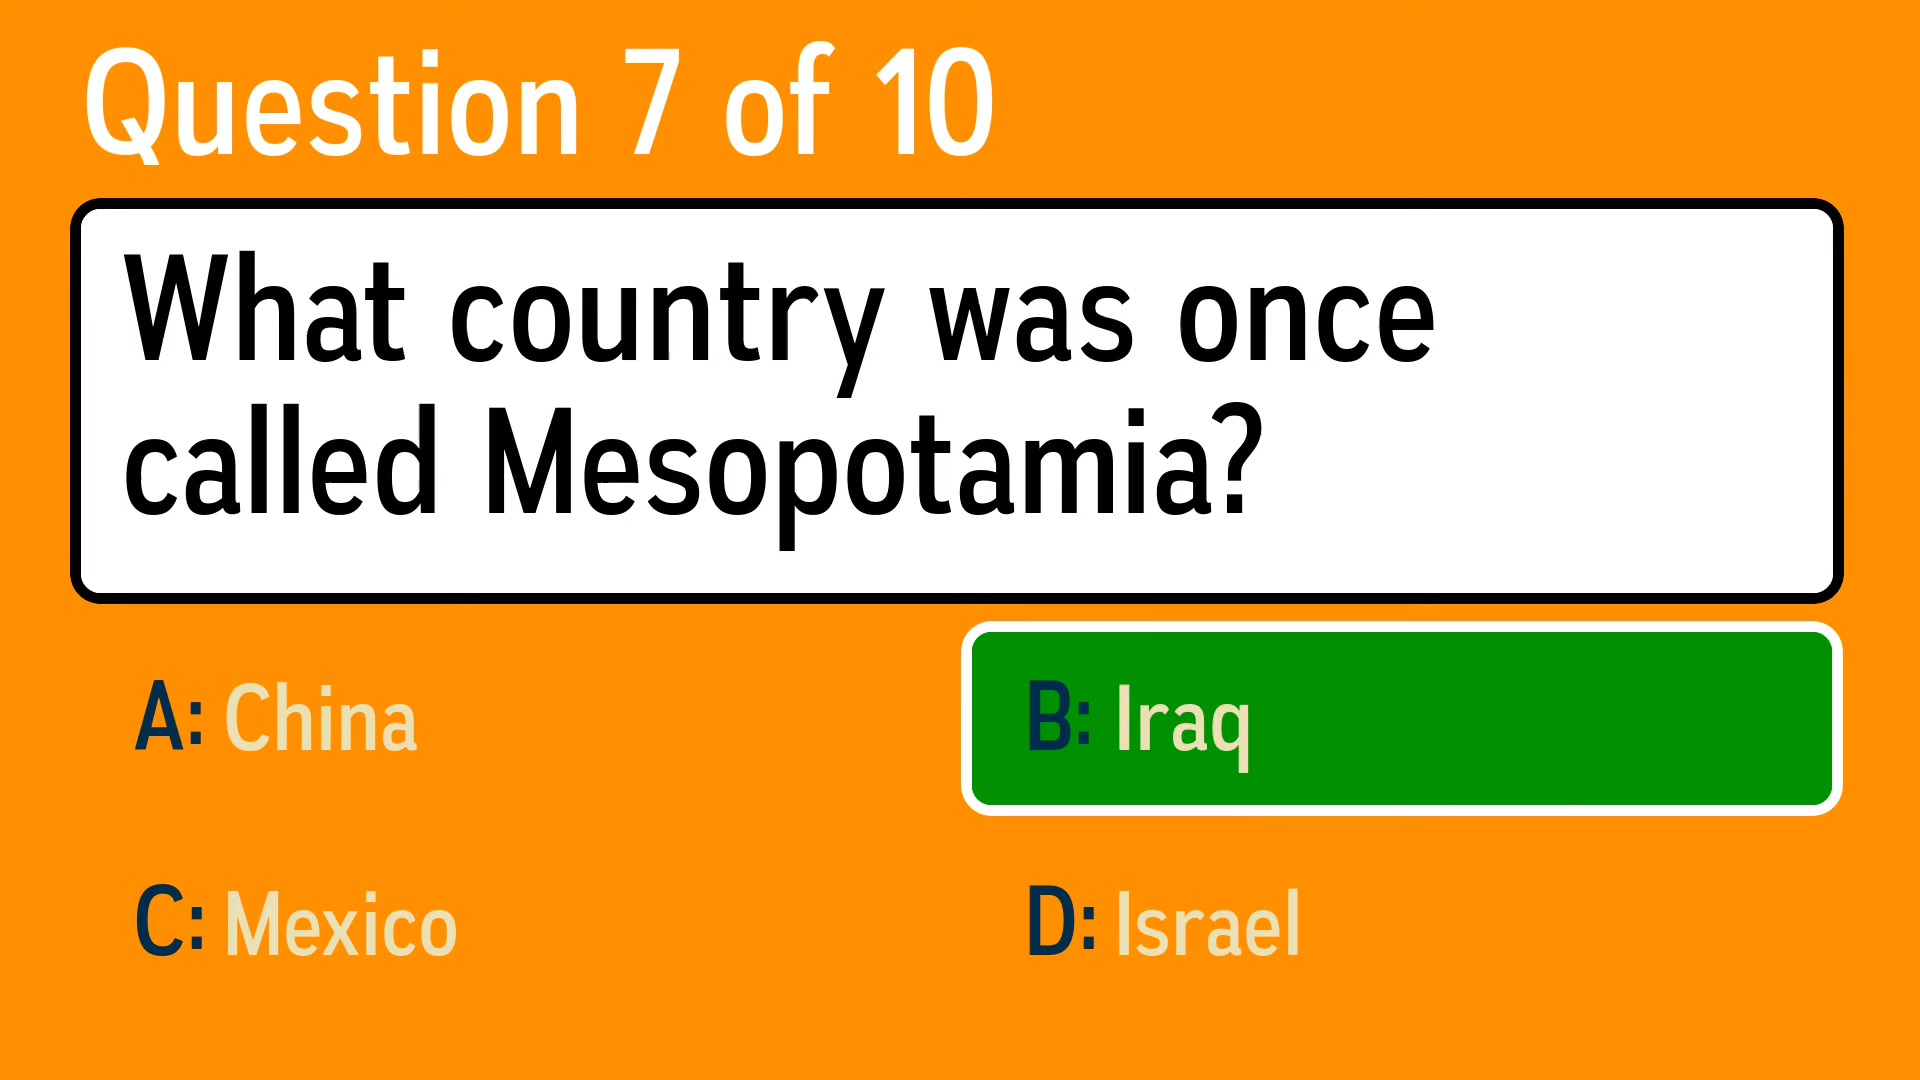 Question 7 of 10
What country was once
called Mesopotamia?
A: China
B: Iraq
C: Mexico
D: Israel